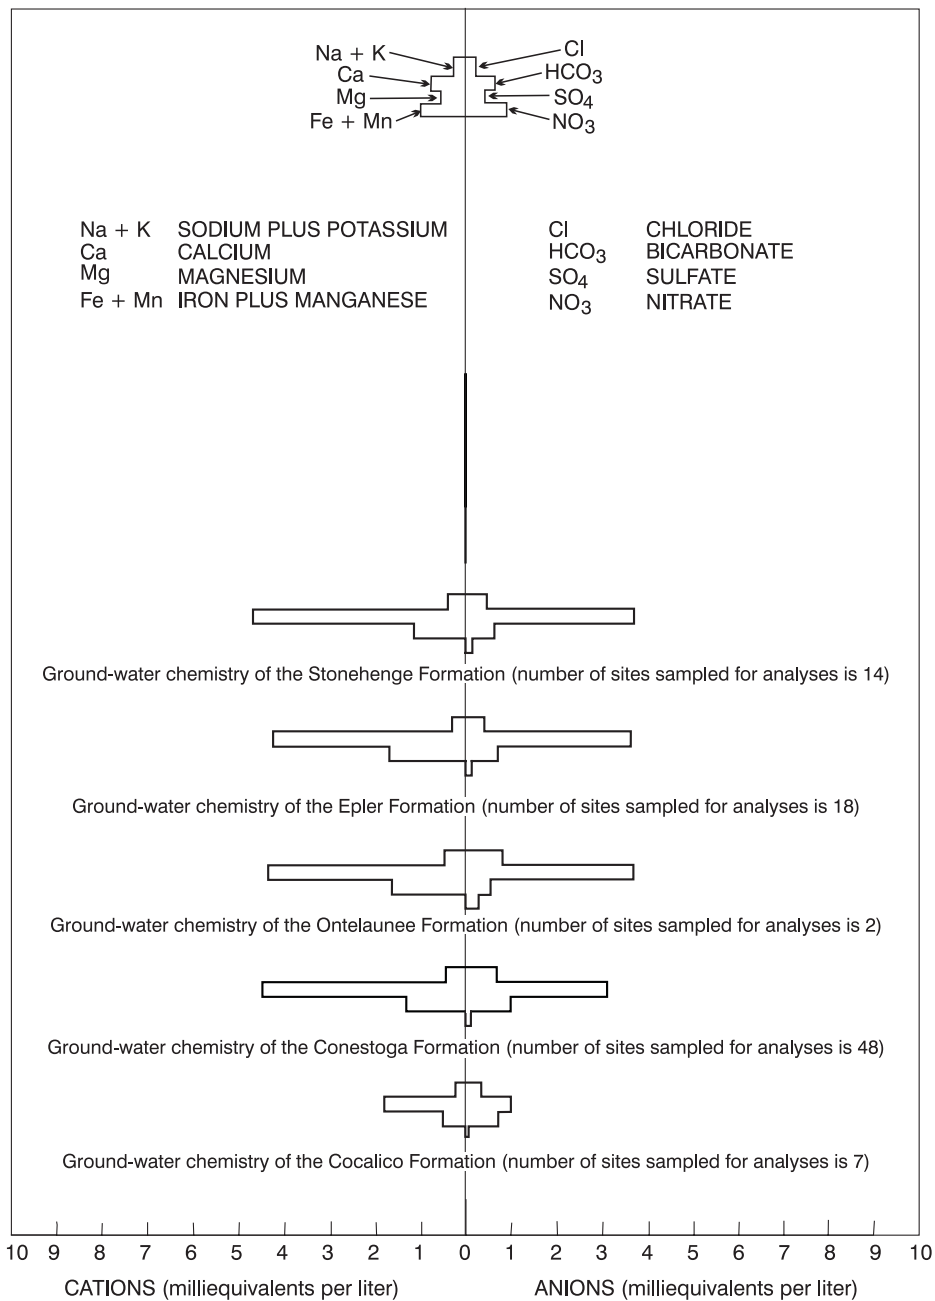 Na + K Cl
Ca HCO₃
Mg SO₄
Fe + Mn NO₃
Na + K SODIUM PLUS POTASSIUM Cl CHLORIDE
Ca CALCIUM HCO₃ BICARBONATE
Mg MAGNESIUM SO₄ SULFATE
Fe + Mn IRON PLUS MANGANESE NO₃ NITRATE
Ground-water chemistry of the Stonehenge Formation (number of sites sampled for analyses is 14)
Ground-water chemistry of the Epler Formation (number of sites sampled for analyses is 18)
Ground-water chemistry of the Ontelaunee Formation (number of sites sampled for analyses is 2)
Ground-water chemistry of the Conestoga Formation (number of sites sampled for analyses is 48)
Ground-water chemistry of the Cocalico Formation (number of sites sampled for analyses is 7)
10 9 8 7 6 5 4 3 2 1 0 1 2 3 4 5 6 7 8 9 10
CATIONS (milliequivalents per liter) ANIONS (milliequivalents per liter)